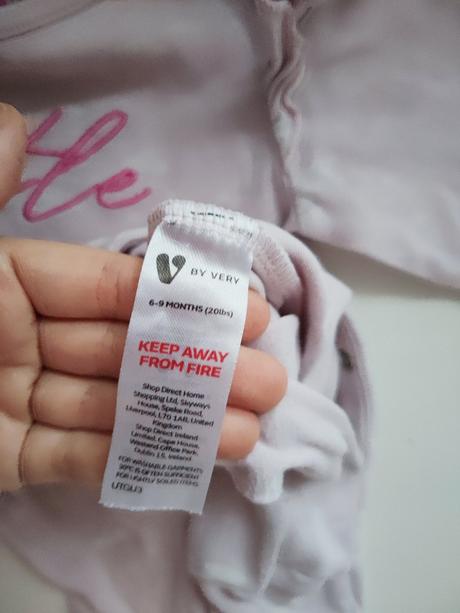 tle
V BY VERY
6-9 MONTHS (20lbs)
KEEP AWAY
FROM FIRE
Shop Direct Home
Shopping Ltd, Skyways
House, Speke Road,
Liverpool, L70 1AB, United
Kingdom
Shop Direct Ireland
Limited, Cape House,
Westend Office Park,
Dublin 15, Ireland
FOR WASHABLE GARMENTS
30°C IS OFTEN SUFFICIENT
FOR LIGHTLY SOILED ITEMS
UTGU3